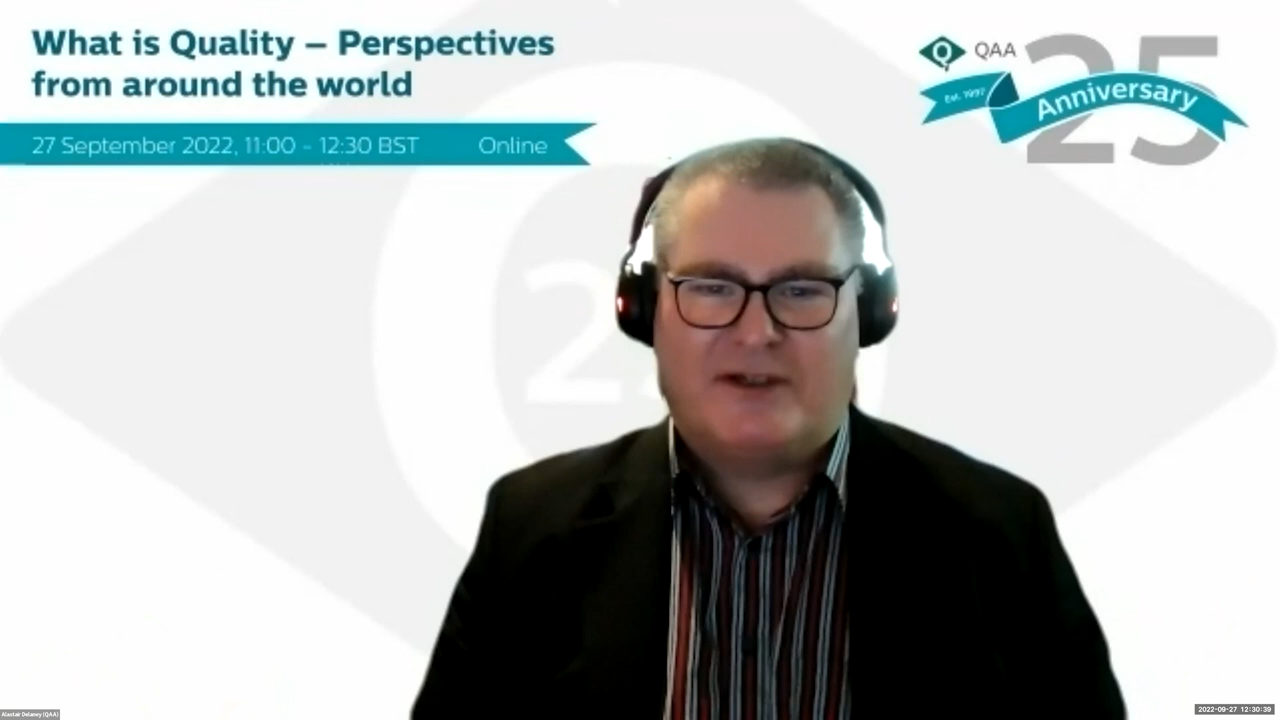 What is Quality – Perspectives
from around the world
27 September 2022, 11:00 - 12:30 BST Online
QAA
25
Est. 1997
Anniversary
Alastair Delaney (QAA)
2022-09-27 12:30:39